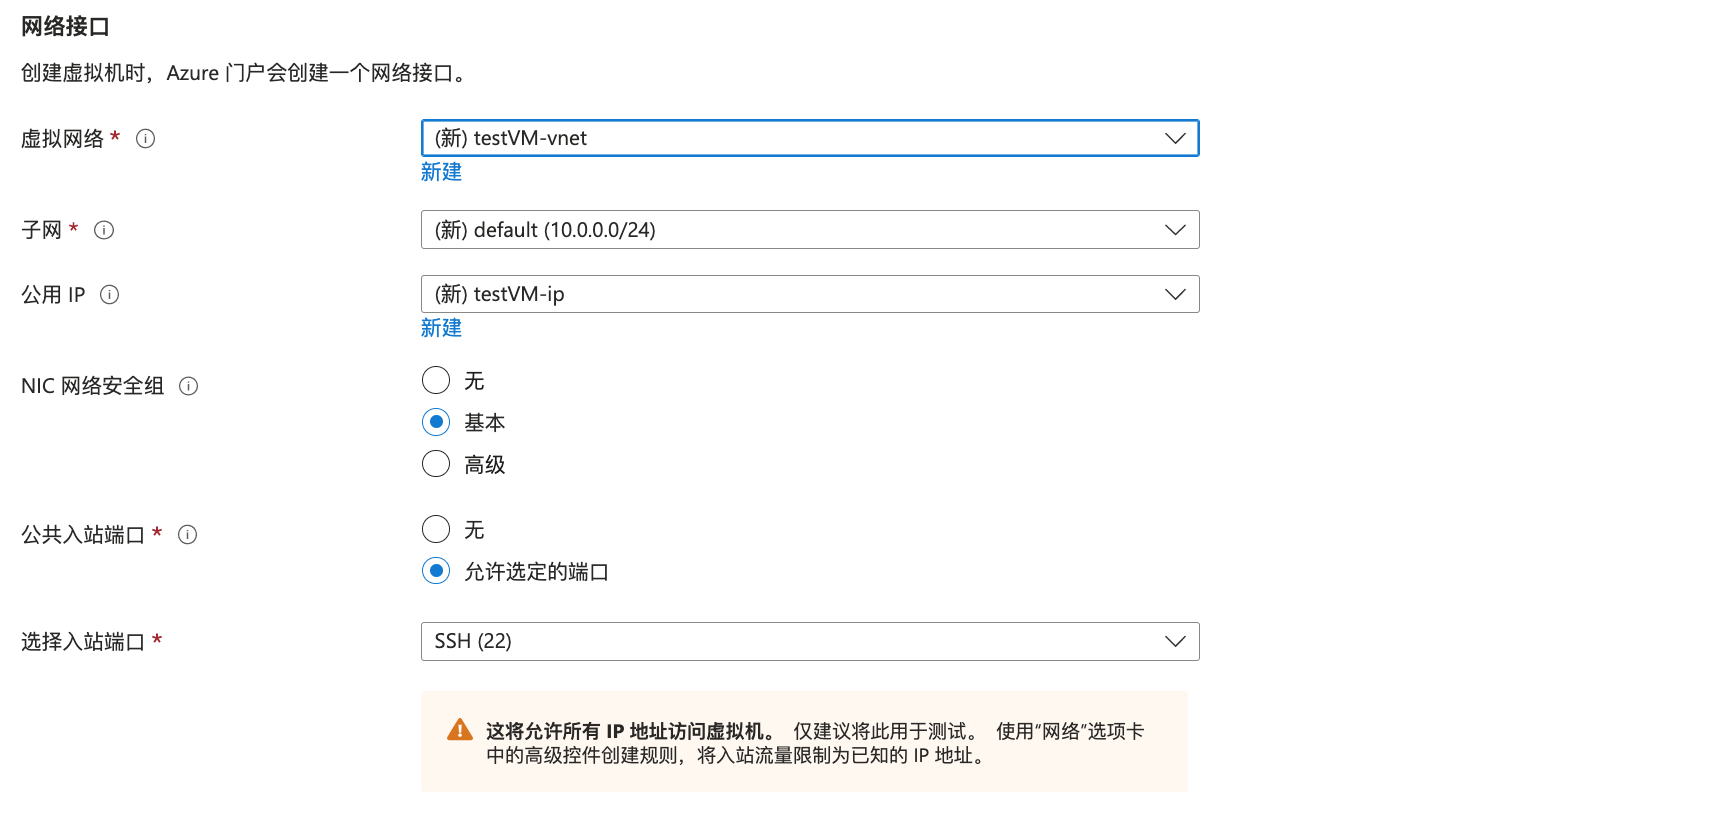 网络接口
创建虚拟机时，Azure 门户会创建一个网络接口。
虚拟网络 *
(新) testVM-vnet
新建
子网 *
(新) default (10.0.0.0/24)
公用 IP
(新) testVM-ip
新建
NIC 网络安全组
无
基本
高级
公共入站端口 *
无
允许选定的端口
选择入站端口 *
SSH (22)
这将允许所有 IP 地址访问虚拟机。 仅建议将此用于测试。 使用“网络”选项卡
中的高级控件创建规则，将入站流量限制为已知的 IP 地址。